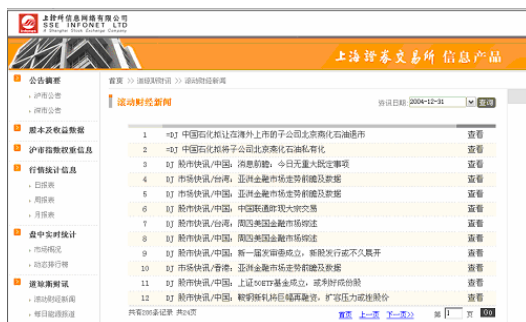 上证所信息网络有限公司
SSE INFONET LTD
A Shanghai Stock Exchange Company
上海證券交易所 信息产品
公告摘要
沪市公告
深市公告
股本及收益数据
沪市指数权重信息
行情统计信息
日报表
周报表
月报表
盘中实时统计
市场概况
动态排行榜
道琼斯财讯
滚动财经新闻
每日能源频道
首页 >> 道琼斯财讯 >> 滚动财经新闻
滚动财经新闻
资讯日期: 2004-12-31 查询
1 =DJ 中国石化拟让在海外上市的子公司北京燕化石油退市 查看
2 =DJ 中国石化拟将子公司北京燕化石油私有化 查看
3 DJ 股市快讯/中国: 消息前瞻: 今日无重大既定事项 查看
4 DJ 市场快讯/台湾: 亚洲金融市场走势前瞻及数据 查看
5 DJ 市场快讯/中国: 亚洲金融市场走势前瞻及数据 查看
6 DJ 股市快讯/中国: 中国联通昨现大宗交易 查看
7 DJ 股市快讯/台湾: 周四美国金融市场综述 查看
8 DJ 股市快讯/中国: 周四美国金融市场综述 查看
9 DJ 股市快讯/中国: 新一届发审委成立, 新股发行或不久展开 查看
10 DJ 市场快讯/香港: 亚洲金融市场走势前瞻及数据 查看
11 DJ 股市快讯/中国: 上证50ETF基金成立, 或利好成份股 查看
12 DJ 股市快讯/中国: 鞍钢新轧将巨幅再融资, 扩容压力或挫股价 查看
共有288条记录 共24页 首页 上一页 下一页>> 第 1 页 Go